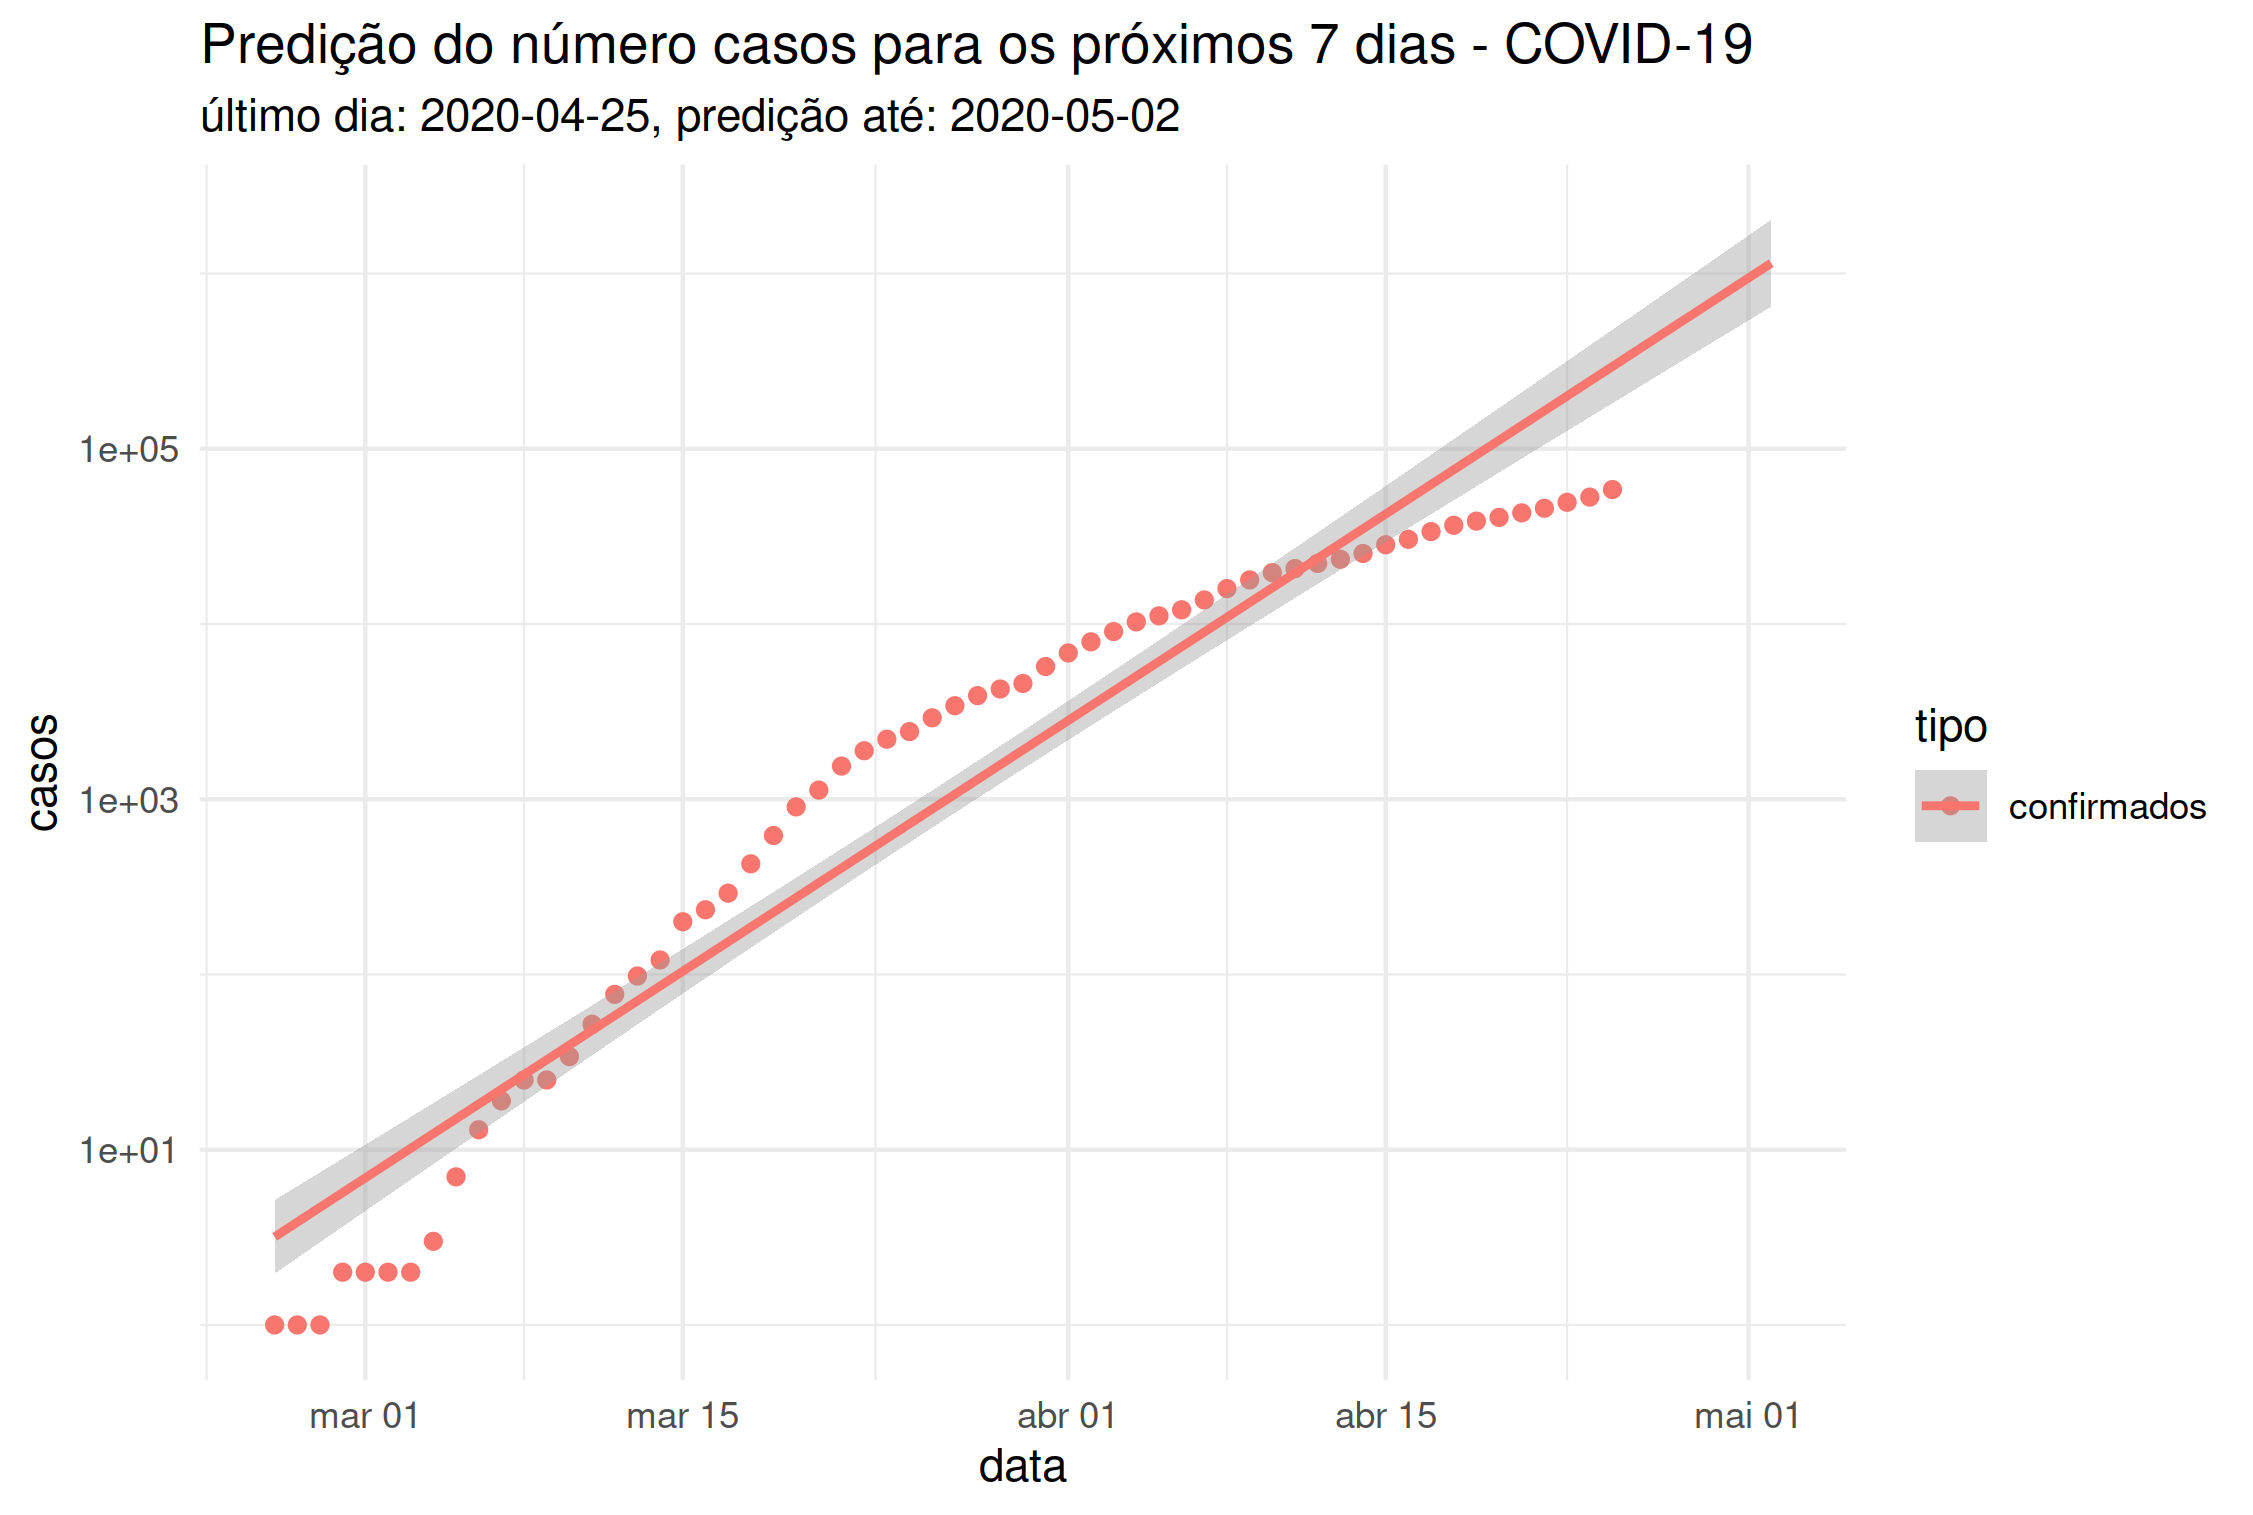 Predição do número casos para os próximos 7 dias - COVID-19
último dia: 2020-04-25, predição até: 2020-05-02
1e+05
1e+03
1e+01
casos
mar 01
mar 15
abr 01
abr 15
mai 01
data
tipo
confirmados